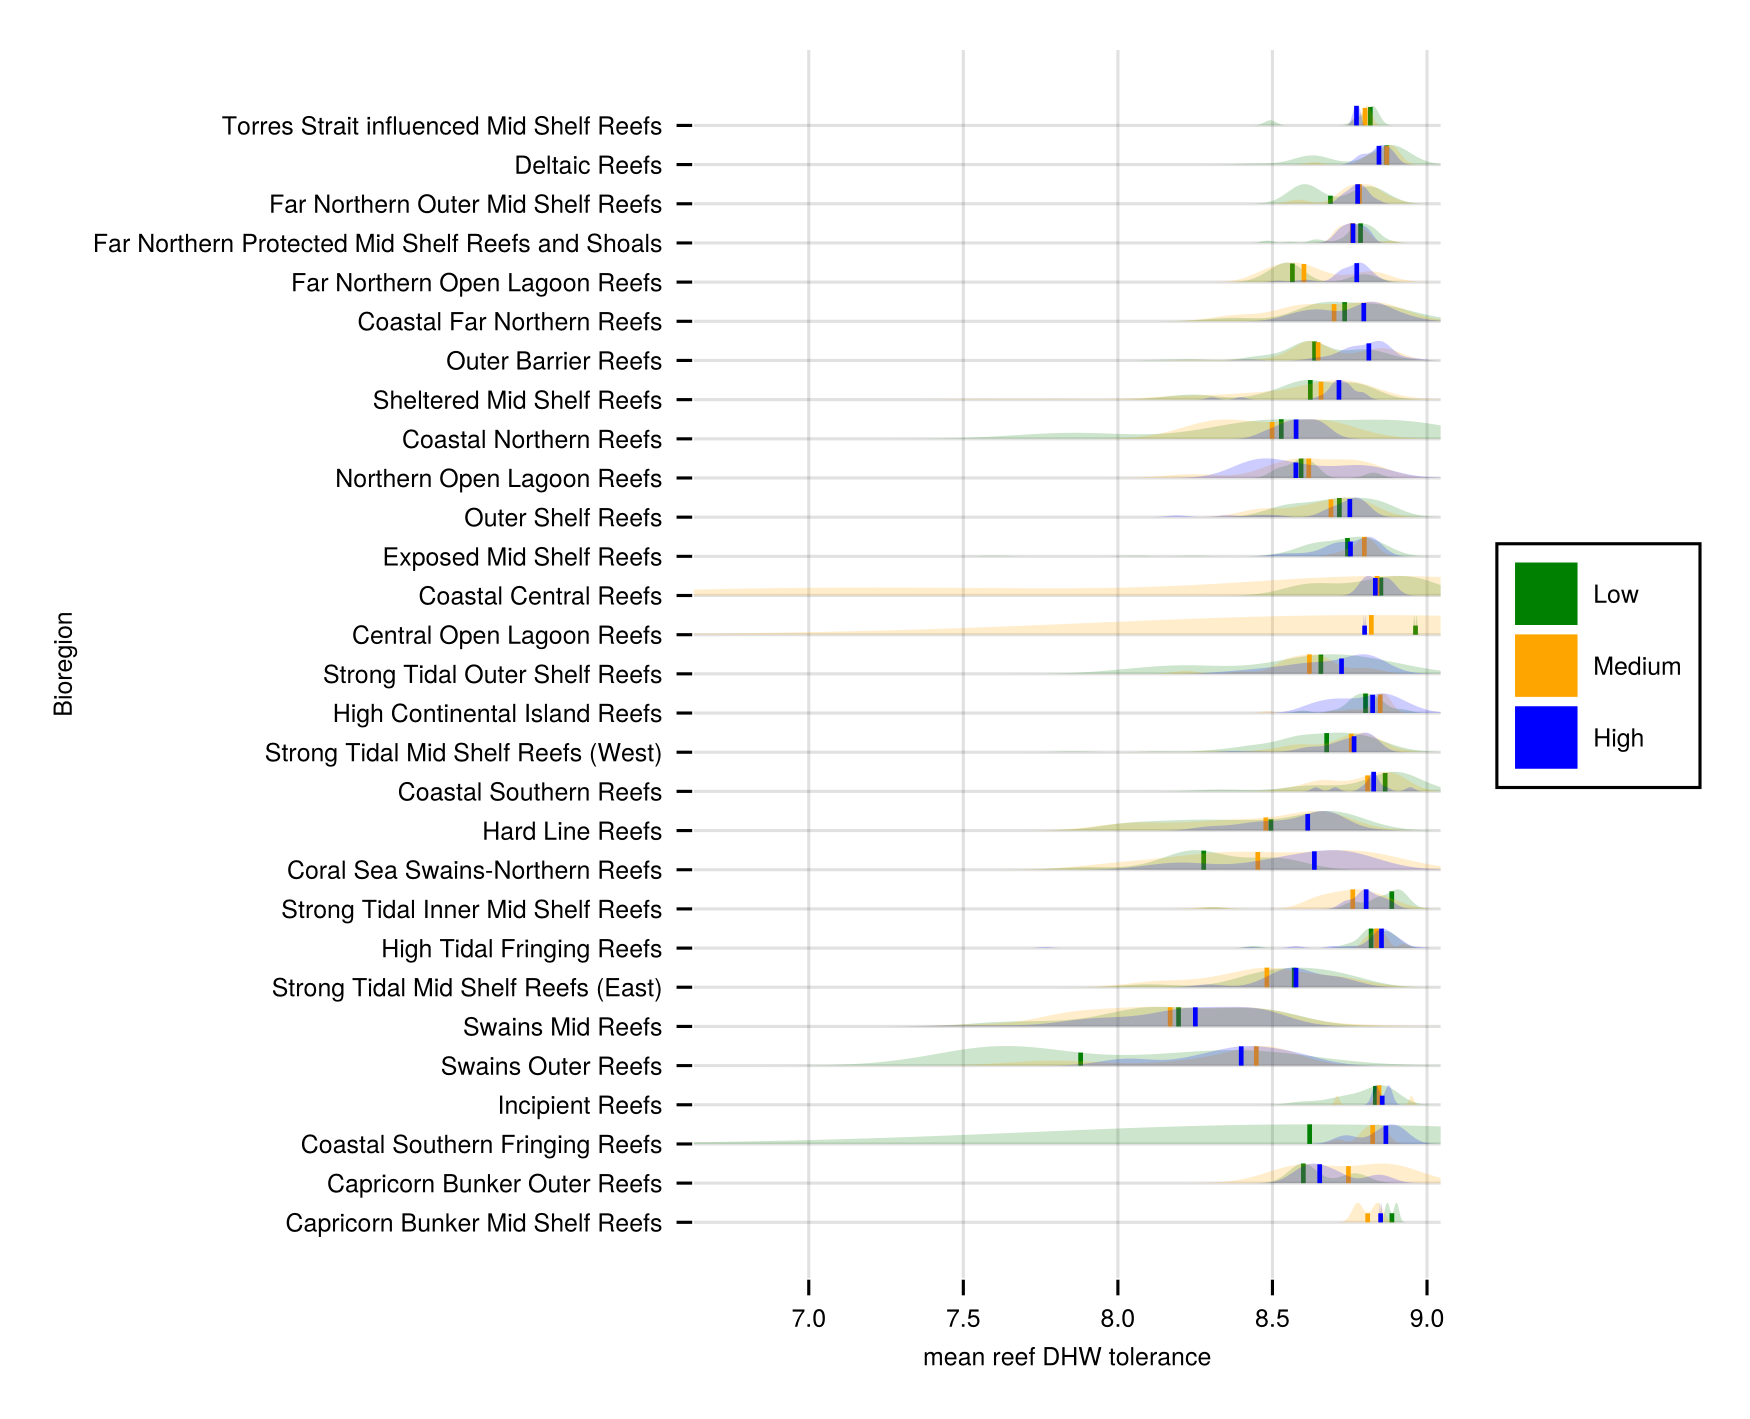 Torres Strait influenced Mid Shelf Reefs
Deltaic Reefs
Far Northern Outer Mid Shelf Reefs
Far Northern Protected Mid Shelf Reefs and Shoals
Far Northern Open Lagoon Reefs
Coastal Far Northern Reefs
Outer Barrier Reefs
Sheltered Mid Shelf Reefs
Coastal Northern Reefs
Northern Open Lagoon Reefs
Outer Shelf Reefs
Exposed Mid Shelf Reefs
Coastal Central Reefs
Central Open Lagoon Reefs
Strong Tidal Outer Shelf Reefs
High Continental Island Reefs
Strong Tidal Mid Shelf Reefs (West)
Coastal Southern Reefs
Hard Line Reefs
Coral Sea Swains-Northern Reefs
Strong Tidal Inner Mid Shelf Reefs
High Tidal Fringing Reefs
Strong Tidal Mid Shelf Reefs (East)
Swains Mid Reefs
Swains Outer Reefs
Incipient Reefs
Coastal Southern Fringing Reefs
Capricorn Bunker Outer Reefs
Capricorn Bunker Mid Shelf Reefs
Bioregion
7.0 7.5 8.0 8.5 9.0
mean reef DHW tolerance
Low
Medium
High